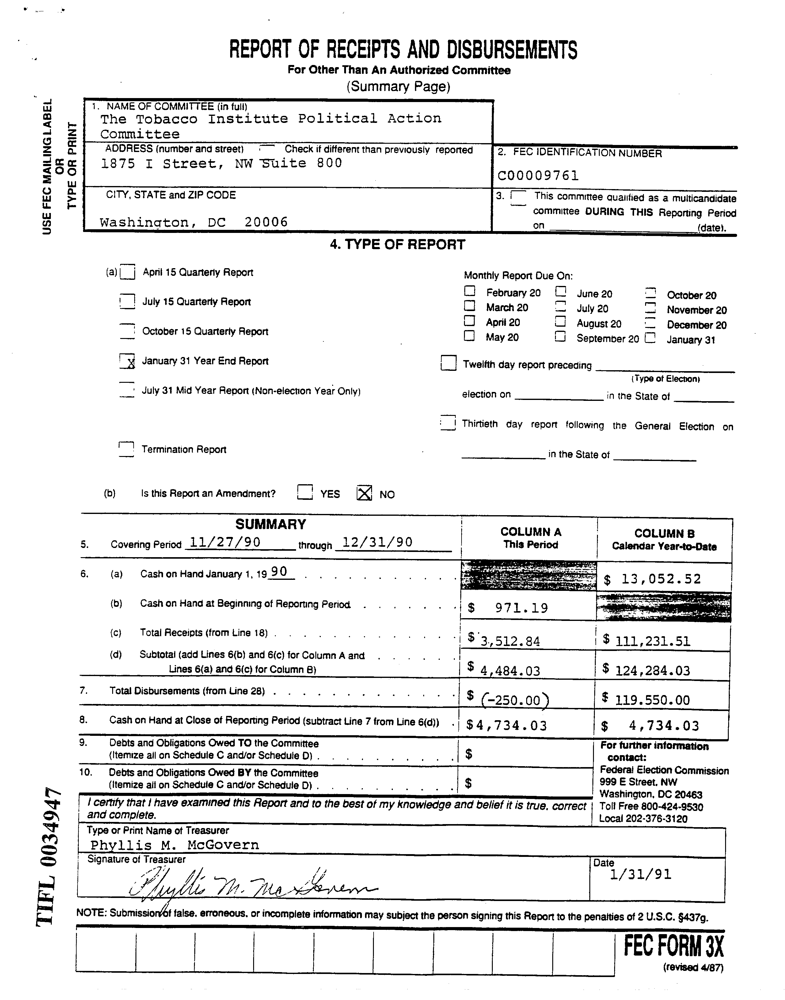 REPORT OF RECEIPTS AND DISBURSEMENTS
For Other Than An Authorized Committee
(Summary Page)
USE FEC MAILING LABEL
OR
TYPE OR PRINT
1. NAME OF COMMITTEE (in full)
The Tobacco Institute Political Action
Committee
ADDRESS (number and street) Check if different than previously reported
1875 I Street, NW Suite 800
2. FEC IDENTIFICATION NUMBER
C00009761
CITY, STATE and ZIP CODE
Washington, DC 20006
3. This committee qualified as a multicandidate
committee DURING THIS Reporting Period
on (date).
4. TYPE OF REPORT
(a) April 15 Quarterly Report
July 15 Quarterly Report
October 15 Quarterly Report
x January 31 Year End Report
July 31 Mid Year Report (Non-election Year Only)
Termination Report
Monthly Report Due On:
February 20 June 20 October 20
March 20 July 20 November 20
April 20 August 20 December 20
May 20 September 20 January 31
Twelfth day report preceding
(Type of Election)
election on in the State of
Thirtieth day report following the General Election on
in the State of
(b) Is this Report an Amendment? YES X NO
SUMMARY
COLUMN A
This Period
COLUMN B
Calendar Year-to-Date
5. Covering Period 11/27/90 through 12/31/90
6. (a) Cash on Hand January 1, 19 90 $ 13,052.52
(b) Cash on Hand at Beginning of Reporting Period $ 971.19
(c) Total Receipts (from Line 18) $ 3,512.84 $ 111,231.51
(d) Subtotal (add Lines 6(b) and 6(c) for Column A and
Lines 6(a) and 6(c) for Column B) $ 4,484.03 $ 124,284.03
7. Total Disbursements (from Line 28) $ (-250.00) $ 119.550.00
8. Cash on Hand at Close of Reporting Period (subtract Line 7 from Line 6(d)) $4,734.03 $ 4,734.03
9. Debts and Obligations Owed TO the Committee
(Itemize all on Schedule C and/or Schedule D) $
10. Debts and Obligations Owed BY the Committee
(Itemize all on Schedule C and/or Schedule D) $
For further information
contact:
Federal Election Commission
999 E Street, NW
Washington, DC 20463
Toll Free 800-424-9530
Local 202-376-3120
I certify that I have examined this Report and to the best of my knowledge and belief it is true, correct
and complete.
Type or Print Name of Treasurer
Phyllis M. McGovern
Signature of Treasurer
Phyllis M. McGovern
Date
1/31/91
NOTE: Submission of false, erroneous, or incomplete information may subject the person signing this Report to the penalties of 2 U.S.C. §437g.
FEC FORM 3X
(revised 4/87)
TIFL 0034947